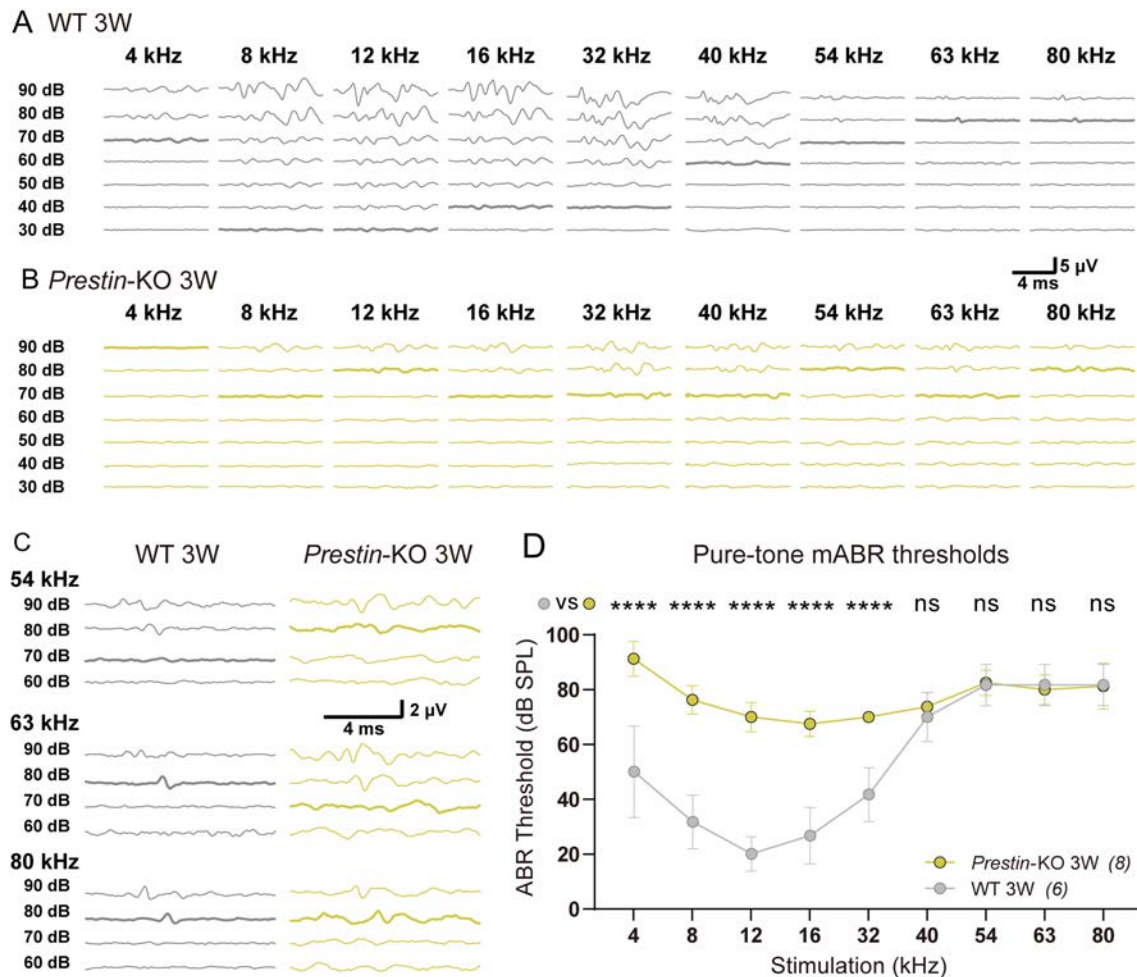 A WT 3W
4 kHz 8 kHz 12 kHz 16 kHz 32 kHz 40 kHz 54 kHz 63 kHz 80 kHz
90 dB
80 dB
70 dB
60 dB
50 dB
40 dB
30 dB
5 µV
4 ms
B Prestin-KO 3W
4 kHz 8 kHz 12 kHz 16 kHz 32 kHz 40 kHz 54 kHz 63 kHz 80 kHz
90 dB
80 dB
70 dB
60 dB
50 dB
40 dB
30 dB
C
WT 3W Prestin-KO 3W
54 kHz
90 dB
80 dB
70 dB
60 dB
2 µV
4 ms
63 kHz
90 dB
80 dB
70 dB
60 dB
80 kHz
90 dB
80 dB
70 dB
60 dB
D Pure-tone mABR thresholds
vs **** **** **** **** **** ns ns ns ns
ABR Threshold (dB SPL)
100
80
60
40
20
0
Prestin-KO 3W (8)
WT 3W (6)
4 8 12 16 32 40 54 63 80
Stimulation (kHz)